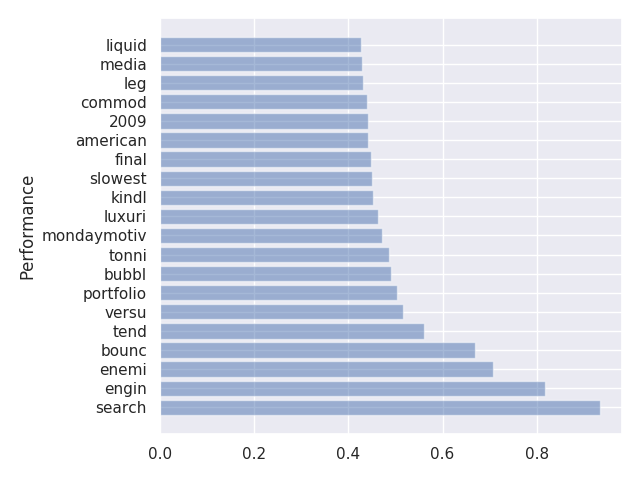 liquid
media
leg
commod
2009
american
final
slowest
kindl
luxuri
mondaymotiv
tonni
bubbl
portfolio
versu
tend
bounc
enemi
engin
search
Performance
0.0 0.2 0.4 0.6 0.8